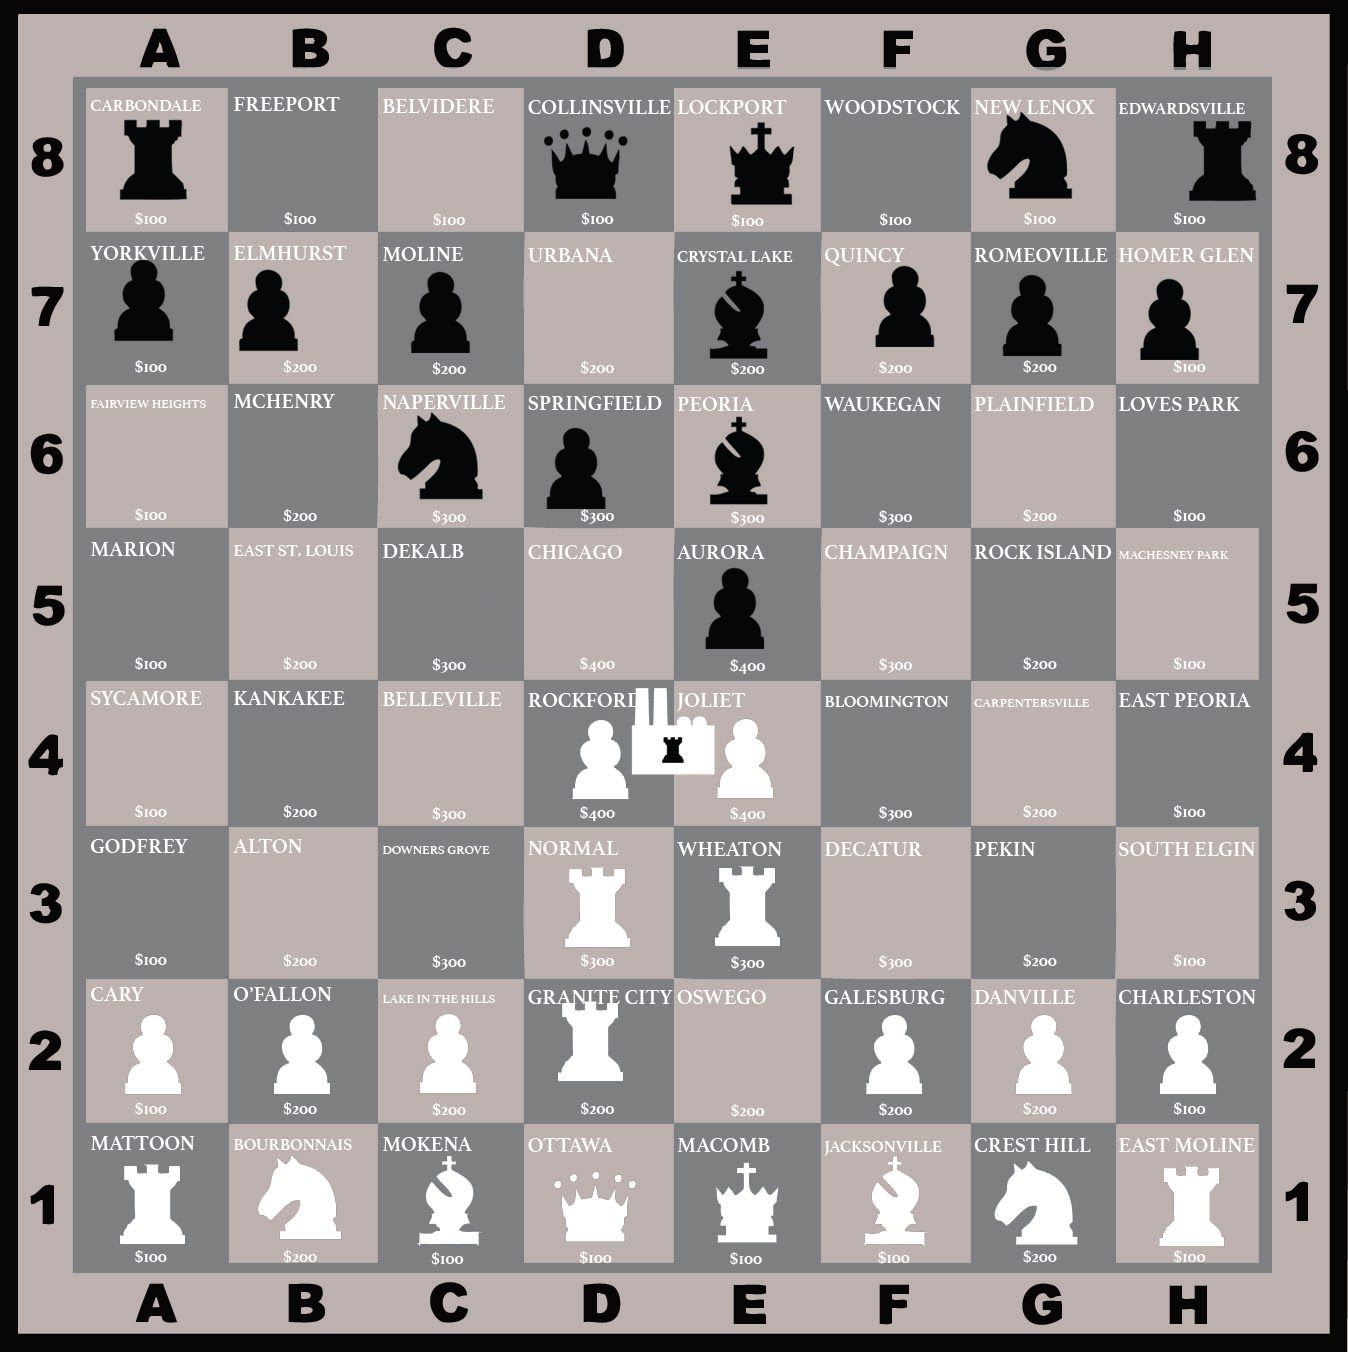 A B C D E F G H
CARBONDALE FREEPORT BELVIDERE COLLINSVILLE LOCKPORT WOODSTOCK NEW LENOX EDWARDSVILLE
8 8
$100 $100 $100 $100 $100 $100 $100 $100
YORKVILLE ELMHURST MOLINE URBANA CRYSTAL LAKE QUINCY ROMEOVILLE HOMER GLEN
7 7
$100 $200 $200 $200 $200 $200 $200 $100
FAIRVIEW HEIGHTS MCHENRY NAPERVILLE SPRINGFIELD PEORIA WAUKEGAN PLAINFIELD LOVES PARK
6 6
$100 $200 $300 $300 $300 $300 $200 $100
MARION EAST ST. LOUIS DEKALB CHICAGO AURORA CHAMPAIGN ROCK ISLAND MACHESNEY PARK
5 5
$100 $200 $300 $400 $400 $300 $200 $100
SYCAMORE KANKAKEE BELLEVILLE ROCKFORD JOLIET BLOOMINGTON CARPENTERSVILLE EAST PEORIA
4 4
$100 $200 $300 $400 $400 $300 $200 $100
GODFREY ALTON DOWNERS GROVE NORMAL WHEATON DECATUR PEKIN SOUTH ELGIN
3 3
$100 $200 $300 $300 $300 $300 $200 $100
CARY O'FALLON LAKE IN THE HILLS GRANITE CITY OSWEGO GALESBURG DANVILLE CHARLESTON
2 2
$100 $200 $200 $200 $200 $200 $200 $100
MATTOON BOURBONNAIS MOKENA OTTAWA MACOMB JACKSONVILLE CREST HILL EAST MOLINE
1 1
$100 $200 $100 $100 $100 $100 $200 $100
A B C D E F G H